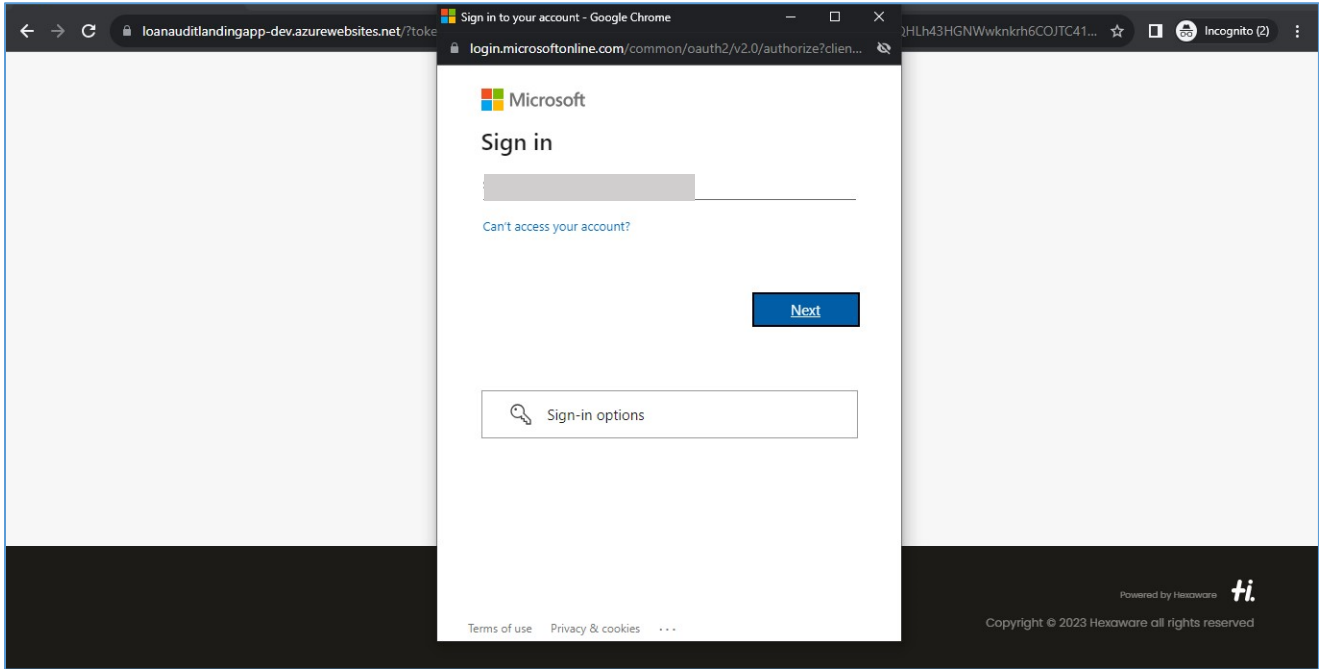 Sign in to your account - Google Chrome
loanauditlandingapp-dev.azurewebsites.net/?toke
QHLh43HGNWwknkrh6COJTC41...
Incognito (2)
login.microsoftonline.com/common/oauth2/v2.0/authorize?clien...
Microsoft
Sign in
Can't access your account?
Next
Sign-in options
Powered by Hexaware
hi.
Copyright © 2023 Hexaware all rights reserved
Terms of use Privacy & cookies ...